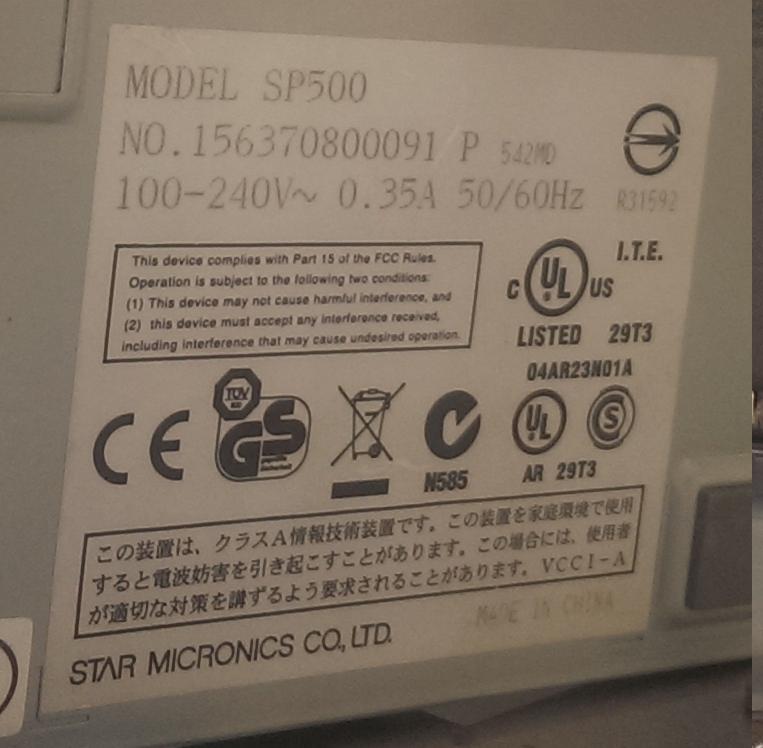 MODEL SP500
NO.156370800091 P 542MD
100-240V~ 0.35A 50/60Hz R31592
This device complies with Part 15 of the FCC Rules.
Operation is subject to the following two conditions:
(1) This device may not cause harmful interference, and
(2) this device must accept any interference received,
including interference that may cause undesired operation.
I.T.E.
C UL US
LISTED 29T3
04AR23N01A
CE
TÜV
GS
geprüfte
Sicherheit
N585
UL S
AR 29T3
この装置は、クラスA情報技術装置です。この装置を家庭環境で使用
すると電波妨害を引き起こすことがあります。この場合には、使用者
が適切な対策を講ずるよう要求されることがあります。VCCI-A
MADE IN CHINA
STAR MICRONICS CO., LTD.